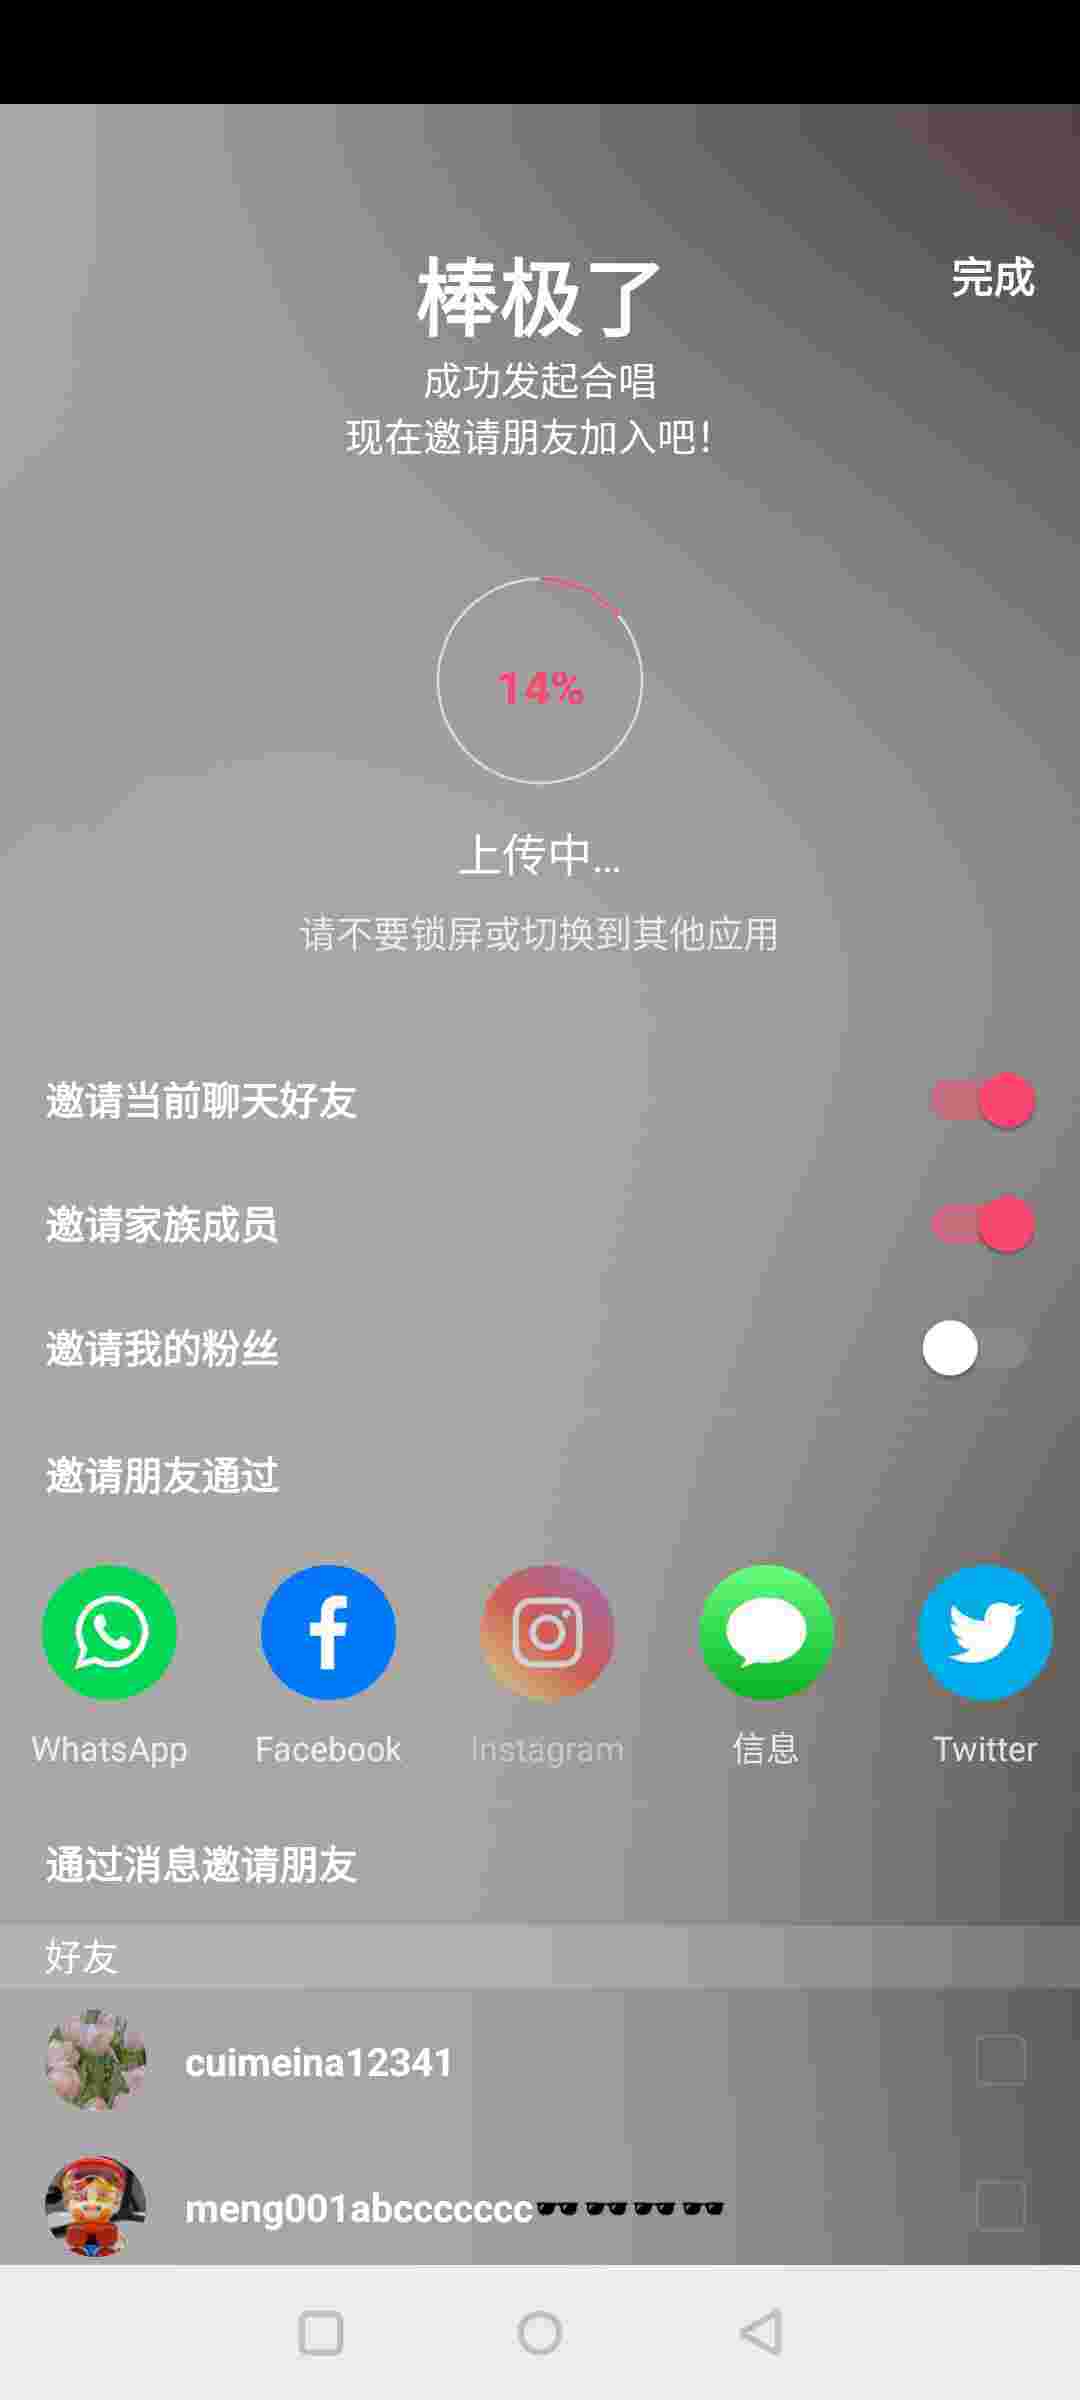 棒极了
完成
成功发起合唱
现在邀请朋友加入吧!
14%
上传中...
请不要锁屏或切换到其他应用
邀请当前聊天好友
邀请家族成员
邀请我的粉丝
邀请朋友通过
WhatsApp Facebook Instagram 信息 Twitter
通过消息邀请朋友
好友
cuimeina12341
meng001abccccccc🕶🕶🕶🕶